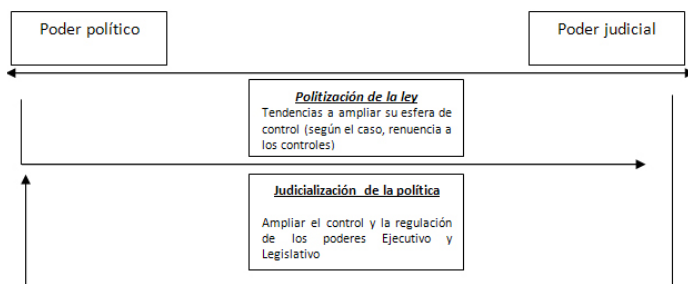 Poder político
Poder judicial
Politización de la ley
Tendencias a ampliar su esfera de
control (según el caso, renuencia a
los controles)
Judicialización de la política
Ampliar el control y la regulación
de los poderes Ejecutivo y
Legislativo